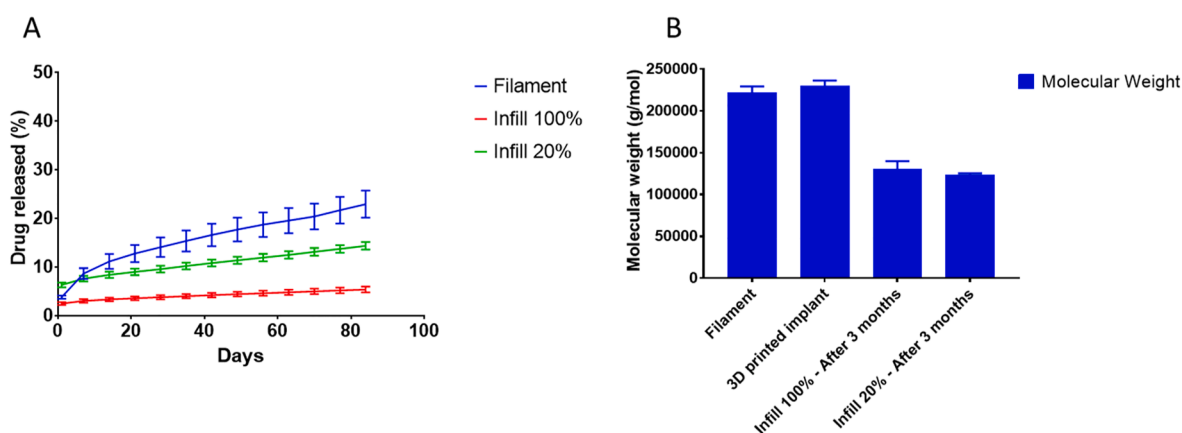 A
Drug released (%)
50
40
30
20
10
0
0 20 40 60 80 100
Days
Filament
Infill 100%
Infill 20%
B
Molecular weight (g/mol)
250000
200000
150000
100000
50000
0
Filament
3D printed implant
Infill 100% - After 3 months
Infill 20% - After 3 months
Molecular Weight